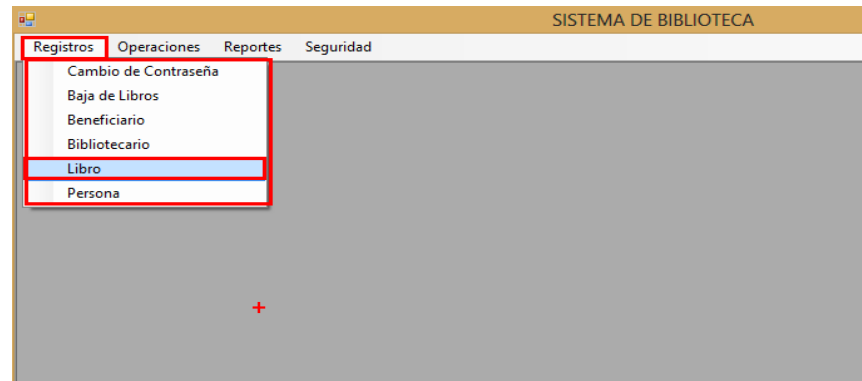 SISTEMA DE BIBLIOTECA
Registros Operaciones Reportes Seguridad
Cambio de Contraseña
Baja de Libros
Beneficiario
Bibliotecario
Libro
Persona